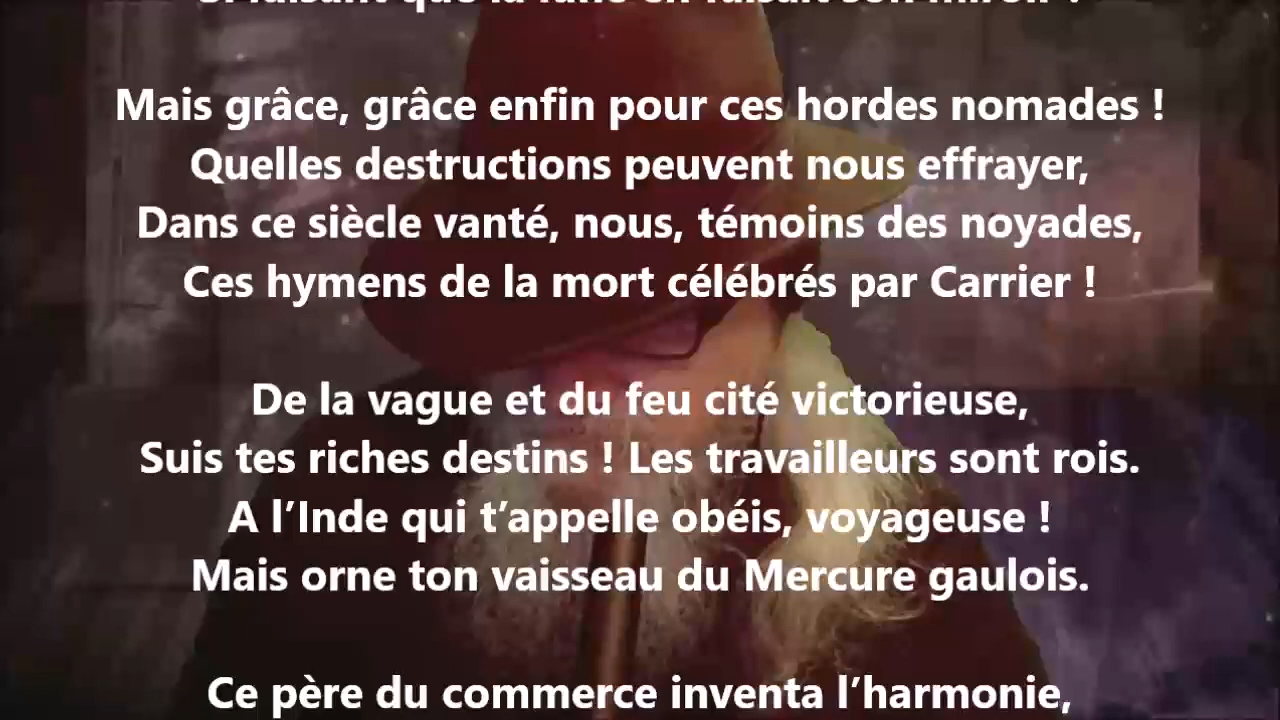 Mais grâce, grâce enfin pour ces hordes nomades !
Quelles destructions peuvent nous effrayer,
Dans ce siècle vanté, nous, témoins des noyades,
Ces hymens de la mort célébrés par Carrier !
De la vague et du feu cité victorieuse,
Suis tes riches destins ! Les travailleurs sont rois.
A l’Inde qui t’appelle obéis, voyageuse !
Mais orne ton vaisseau du Mercure gaulois.
Ce père du commerce inventa l’harmonie,